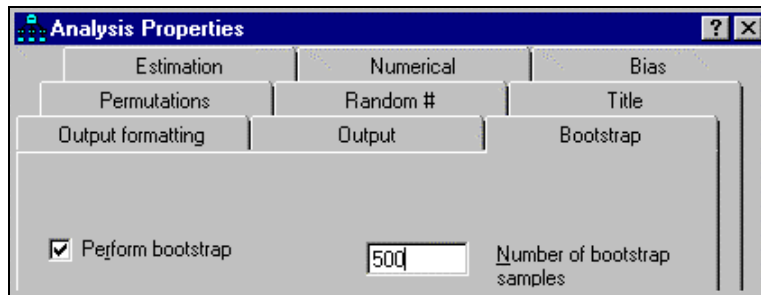 Analysis Properties
? X
Estimation Numerical Bias
Permutations Random # Title
Output formatting Output Bootstrap
Perform bootstrap 500 Number of bootstrap
samples